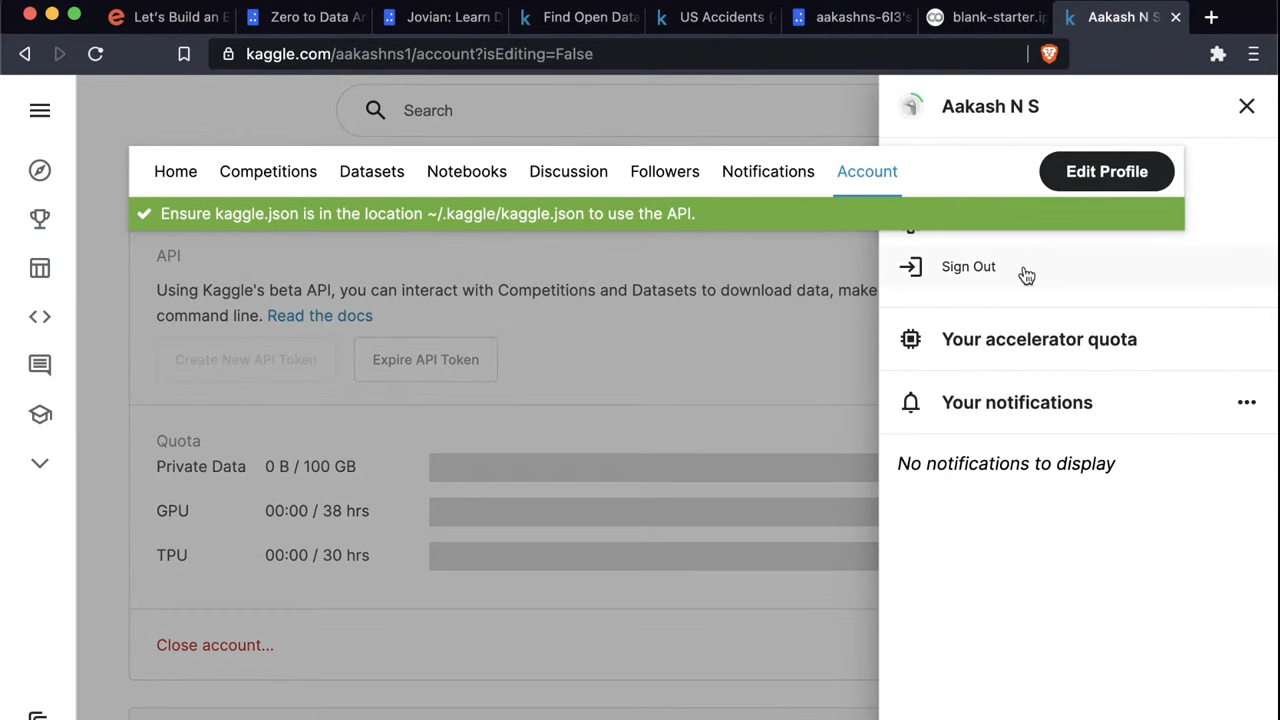 Let's Build an E
Zero to Data Ar
Jovian: Learn D
Find Open Data
US Accidents (
aakashns-6l3's
blank-starter.ip
Aakash N S
kaggle.com/aakashns1/account?isEditing=False
Search
Aakash N S
Home Competitions Datasets Notebooks Discussion Followers Notifications Account Edit Profile
Ensure kaggle.json is in the location ~/.kaggle/kaggle.json to use the API.
Sign Out
API
Using Kaggle's beta API, you can interact with Competitions and Datasets to download data, make
command line. Read the docs
Create New API Token Expire API Token
Your accelerator quota
Your notifications
No notifications to display
Quota
Private Data 0 B / 100 GB
GPU 00:00 / 38 hrs
TPU 00:00 / 30 hrs
Close account...